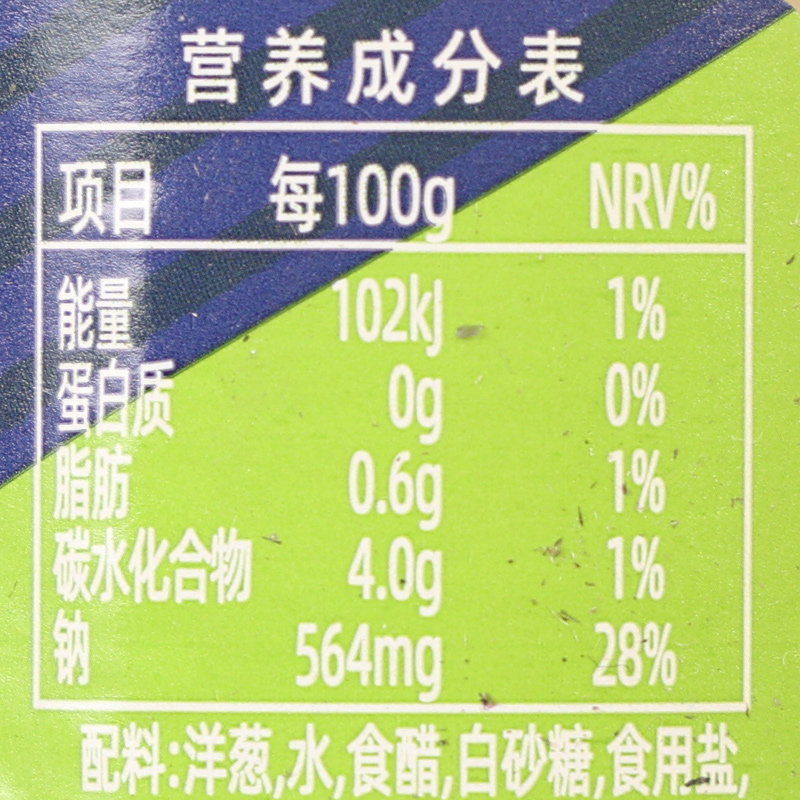 营养成分表
项目 每100g NRV%
能量 102kJ 1%
蛋白质 0g 0%
脂肪 0.6g 1%
碳水化合物 4.0g 1%
钠 564mg 28%
配料:洋葱,水,食醋,白砂糖,食用盐,